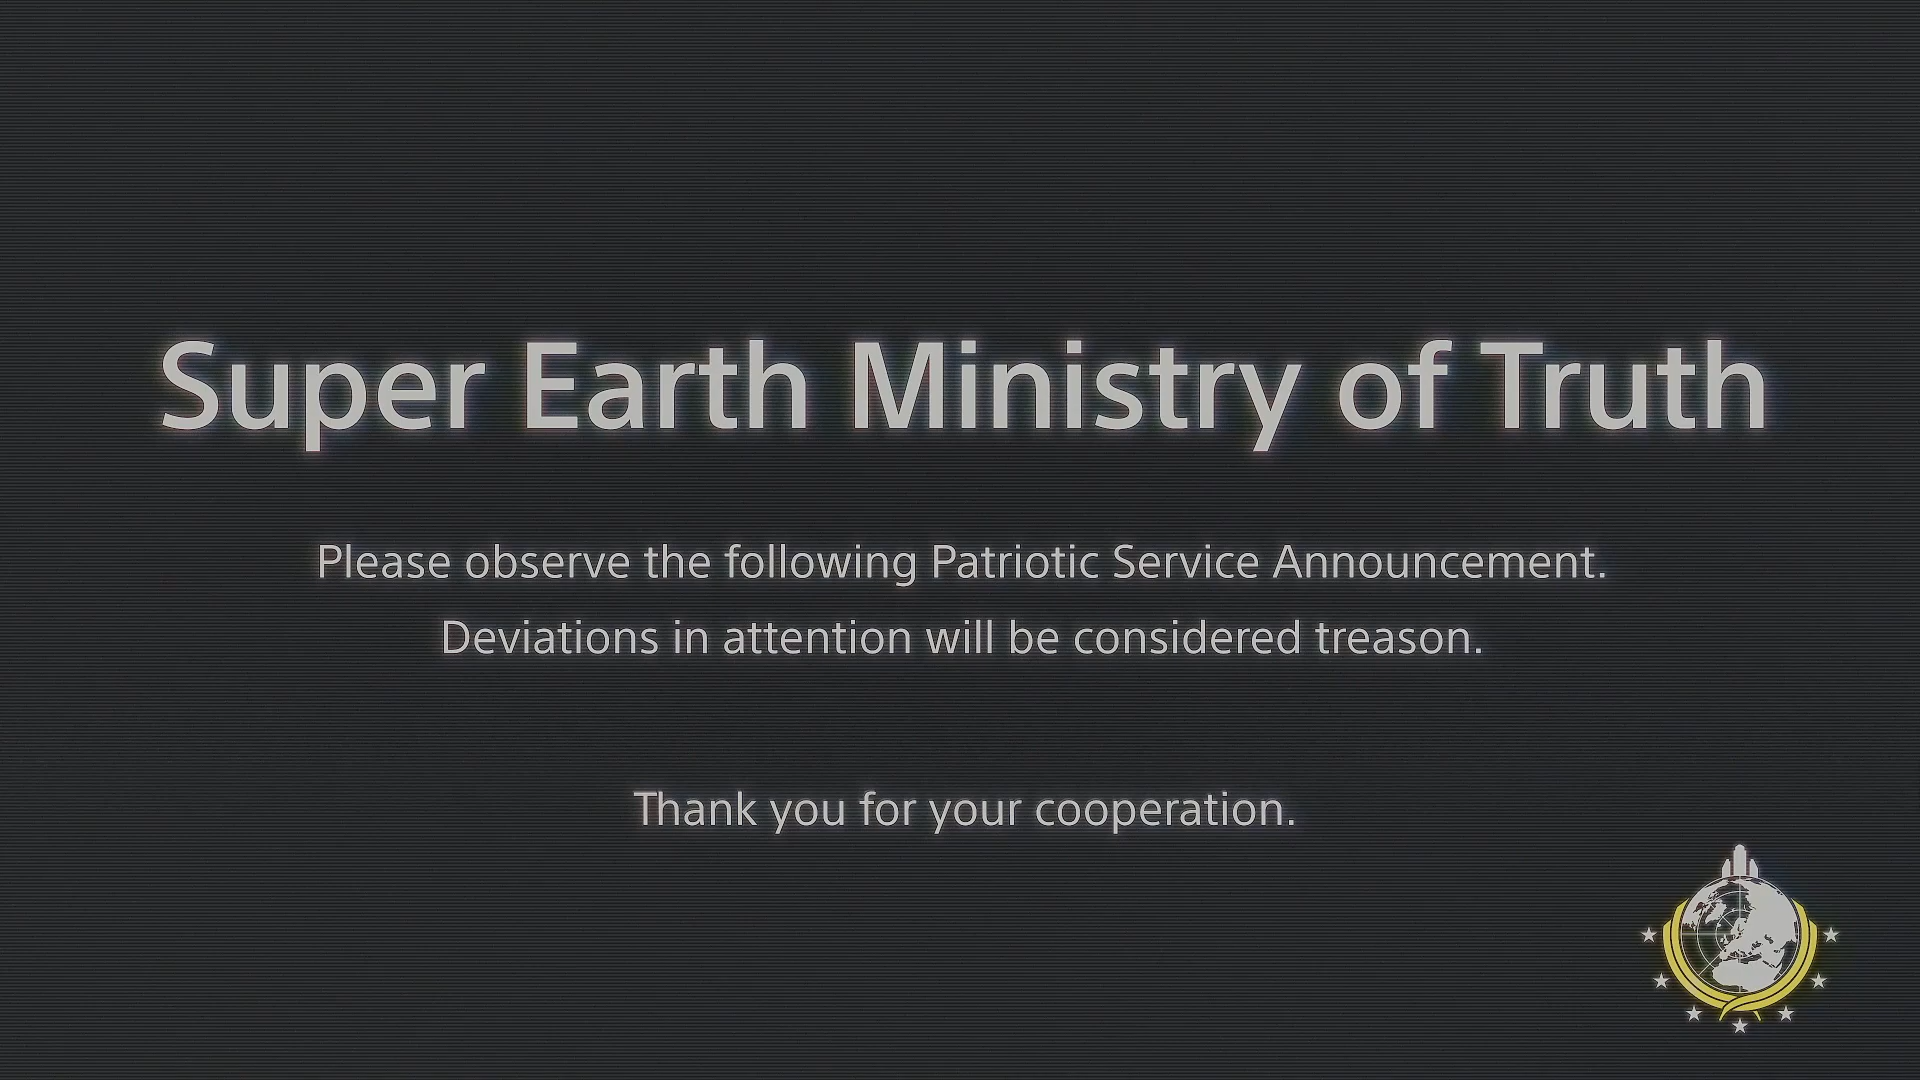 Super Earth Ministry of Truth
Please observe the following Patriotic Service Announcement.
Deviations in attention will be considered treason.
Thank you for your cooperation.